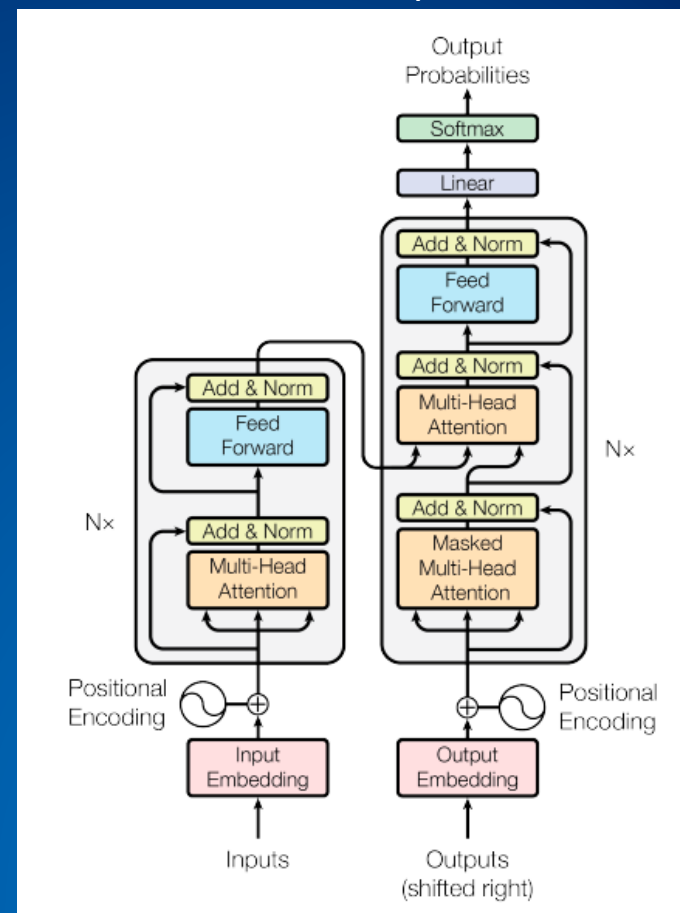 Output
Probabilities
Softmax
Linear
Add & Norm
Feed
Forward
Add & Norm
Multi-Head
Attention
Add & Norm
Masked
Multi-Head
Attention
Nx
Add & Norm
Feed
Forward
Add & Norm
Multi-Head
Attention
Nx
Positional
Encoding
Positional
Encoding
Input
Embedding
Output
Embedding
Inputs
Outputs
(shifted right)